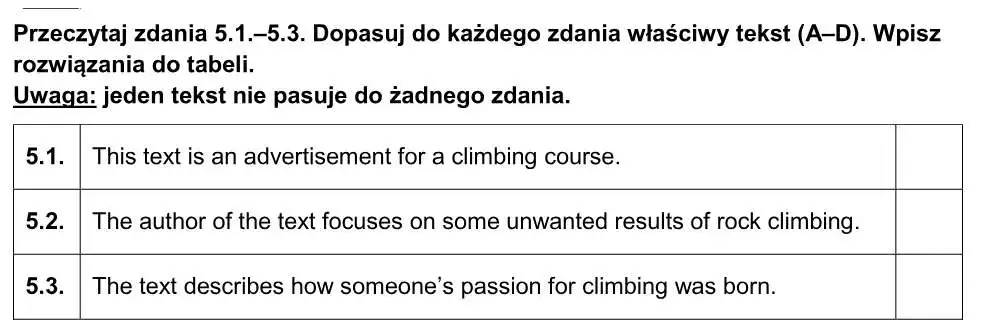 Przeczytaj zdania 5.1.–5.3. Dopasuj do każdego zdania właściwy tekst (A–D). Wpisz
rozwiązania do tabeli.
Uwaga: jeden tekst nie pasuje do żadnego zdania.
5.1. This text is an advertisement for a climbing course.
5.2. The author of the text focuses on some unwanted results of rock climbing.
5.3. The text describes how someone’s passion for climbing was born.